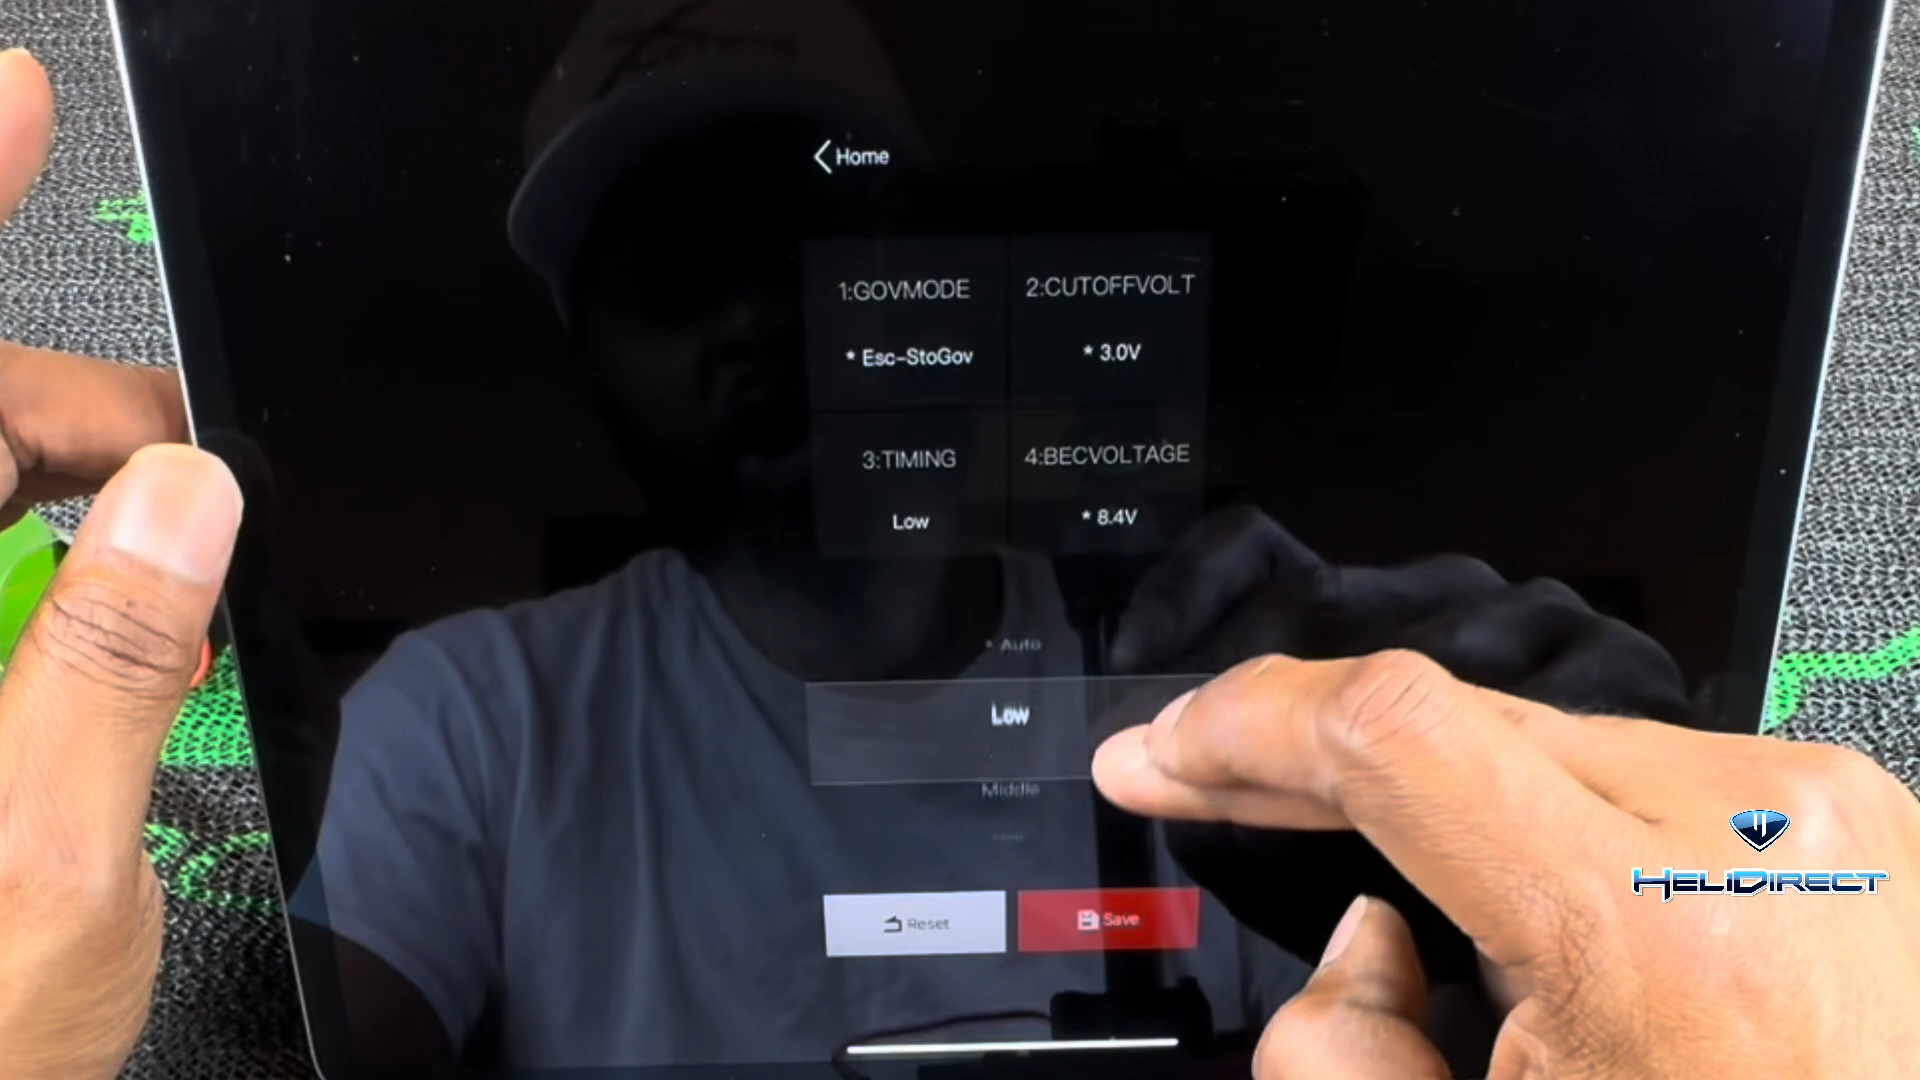 Home
1:GOVMODE
2:CUTOFFVOLT
* Esc-StoGov
* 3.0V
3:TIMING
4:BECVOLTAGE
Low
* 8.4V
* Auto
Low
Middle
Reset
Save
HELIDIRECT